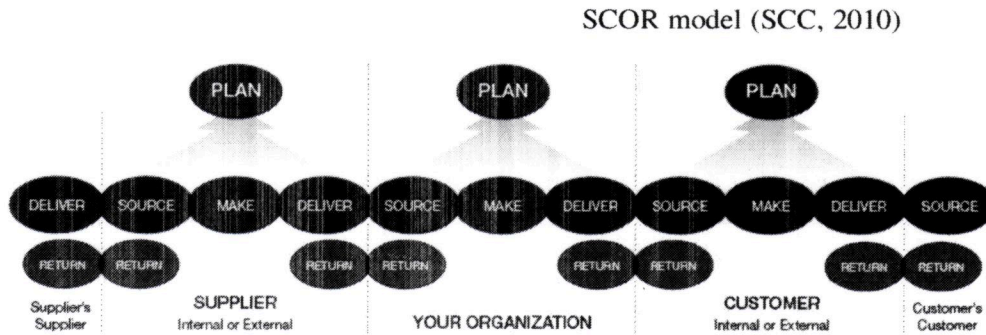 SCOR model (SCC, 2010)
PLAN PLAN PLAN
DELIVER SOURCE MAKE DELIVER SOURCE MAKE DELIVER SOURCE MAKE DELIVER SOURCE
RETURN RETURN RETURN RETURN RETURN RETURN RETURN RETURN
Supplier's SUPPLIER CUSTOMER Customer's
Supplier Internal or External YOUR ORGANIZATION Internal or External Customer